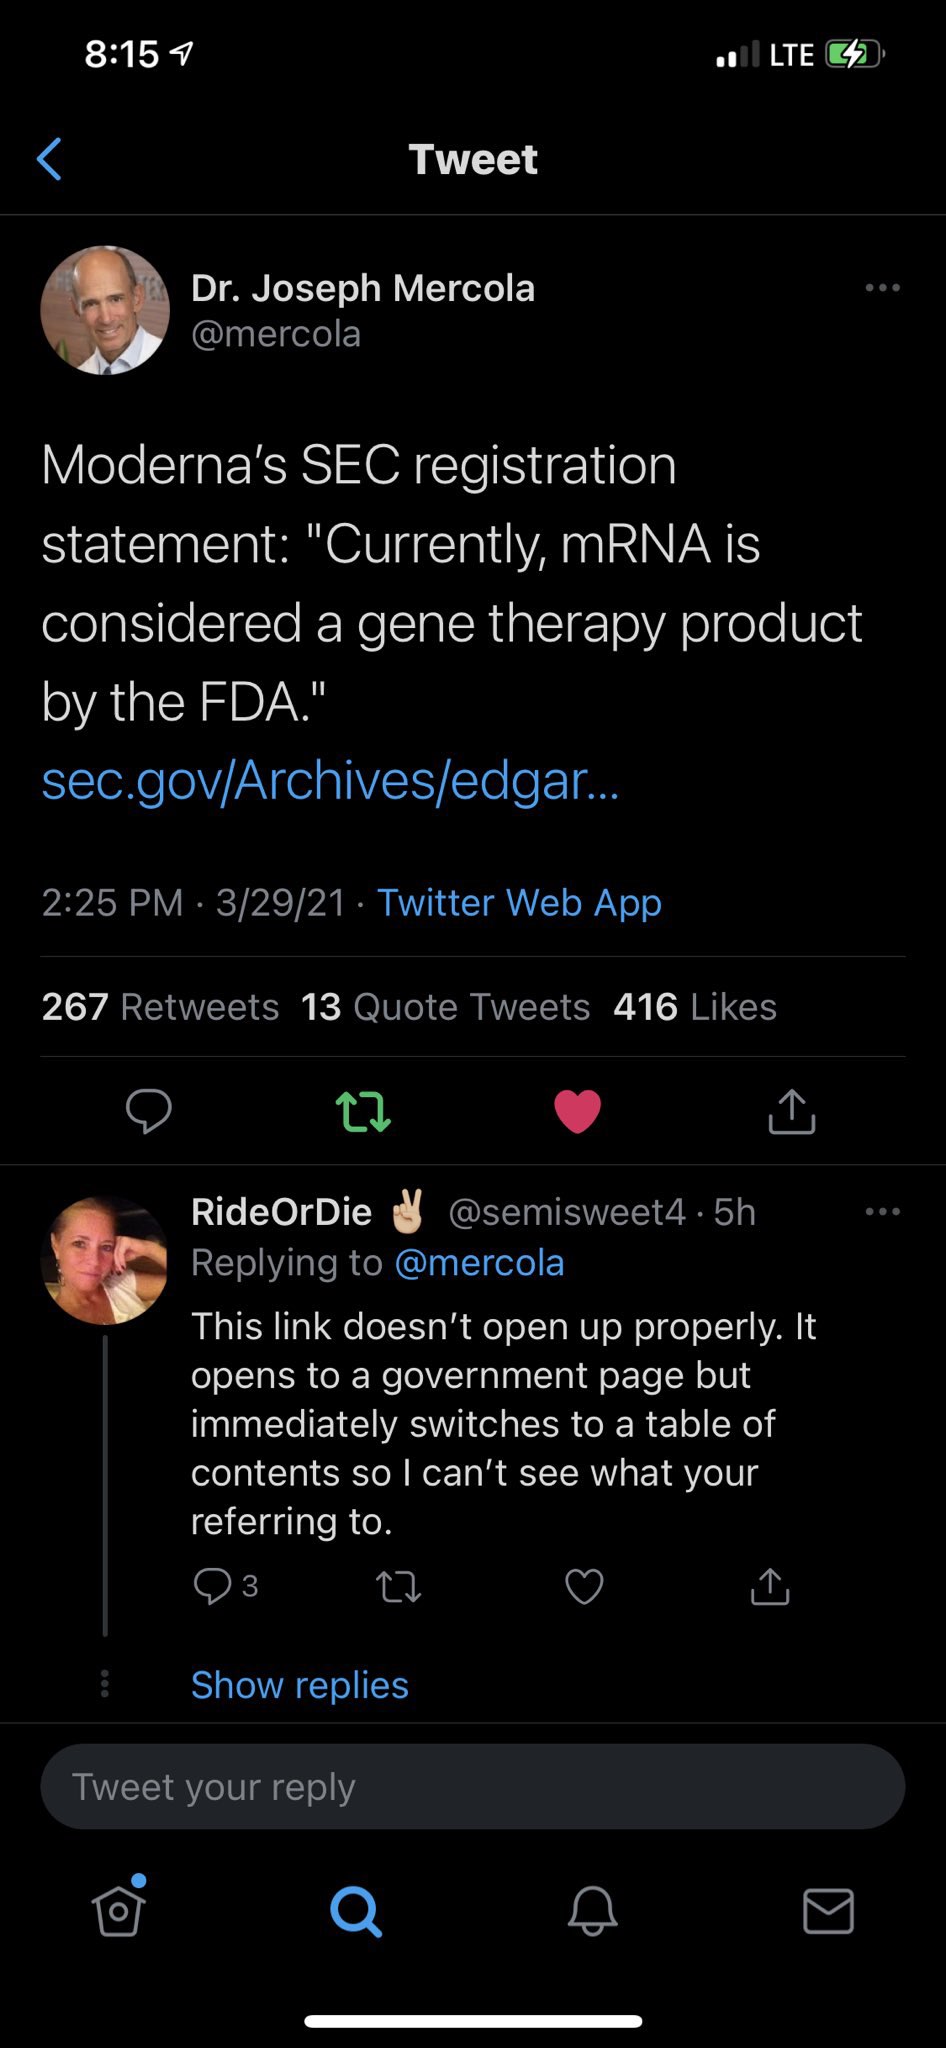 8:15
LTE
Tweet
Dr. Joseph Mercola
@mercola
Moderna’s SEC registration
statement: "Currently, mRNA is
considered a gene therapy product
by the FDA."
sec.gov/Archives/edgar...
2:25 PM · 3/29/21 · Twitter Web App
267 Retweets 13 Quote Tweets 416 Likes
RideOrDie ✌🏼 @semisweet4 · 5h
Replying to @mercola
This link doesn’t open up properly. It
opens to a government page but
immediately switches to a table of
contents so I can’t see what your
referring to.
3
Show replies
Tweet your reply